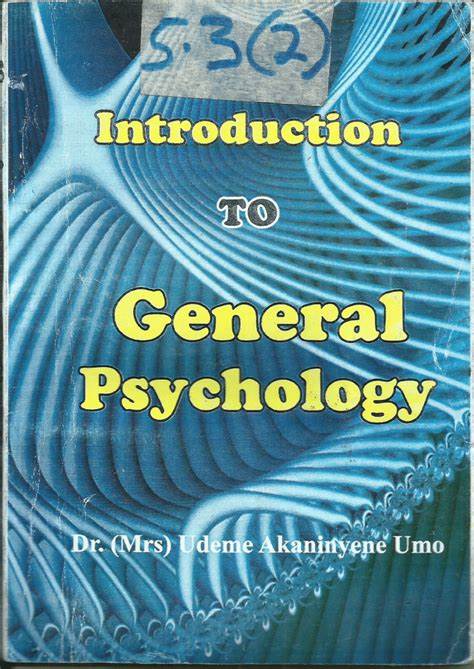 5.3(2)
Introduction
TO
General
Psychology
Dr. (Mrs) Udeme Akaninyene Umo